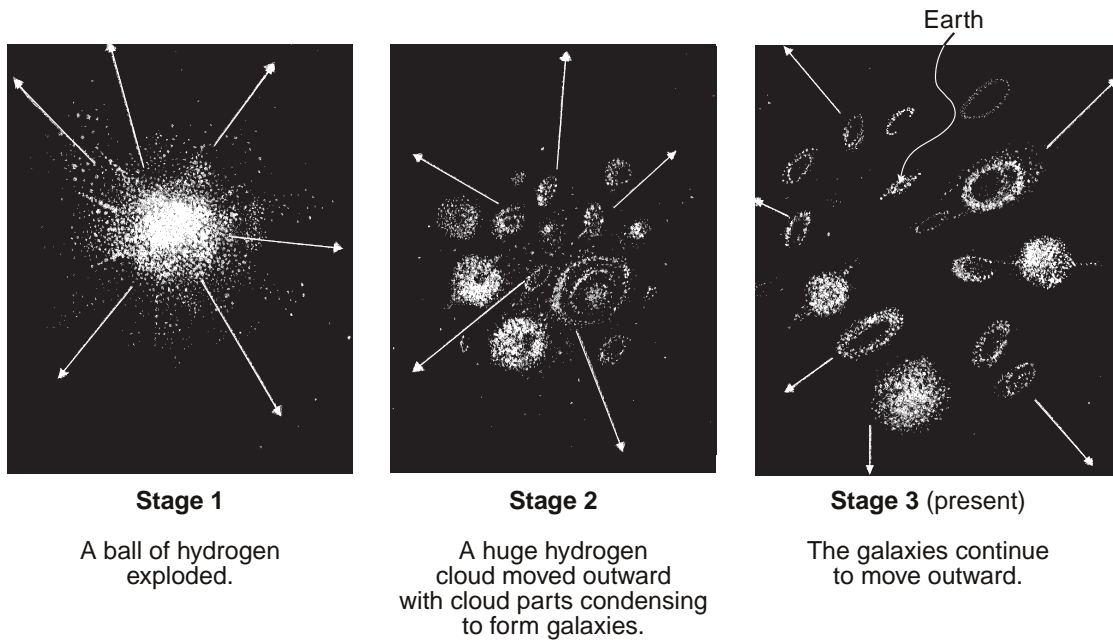 Earth
Stage 1
A ball of hydrogen
exploded.
Stage 2
A huge hydrogen
cloud moved outward
with cloud parts condensing
to form galaxies.
Stage 3 (present)
The galaxies continue
to move outward.